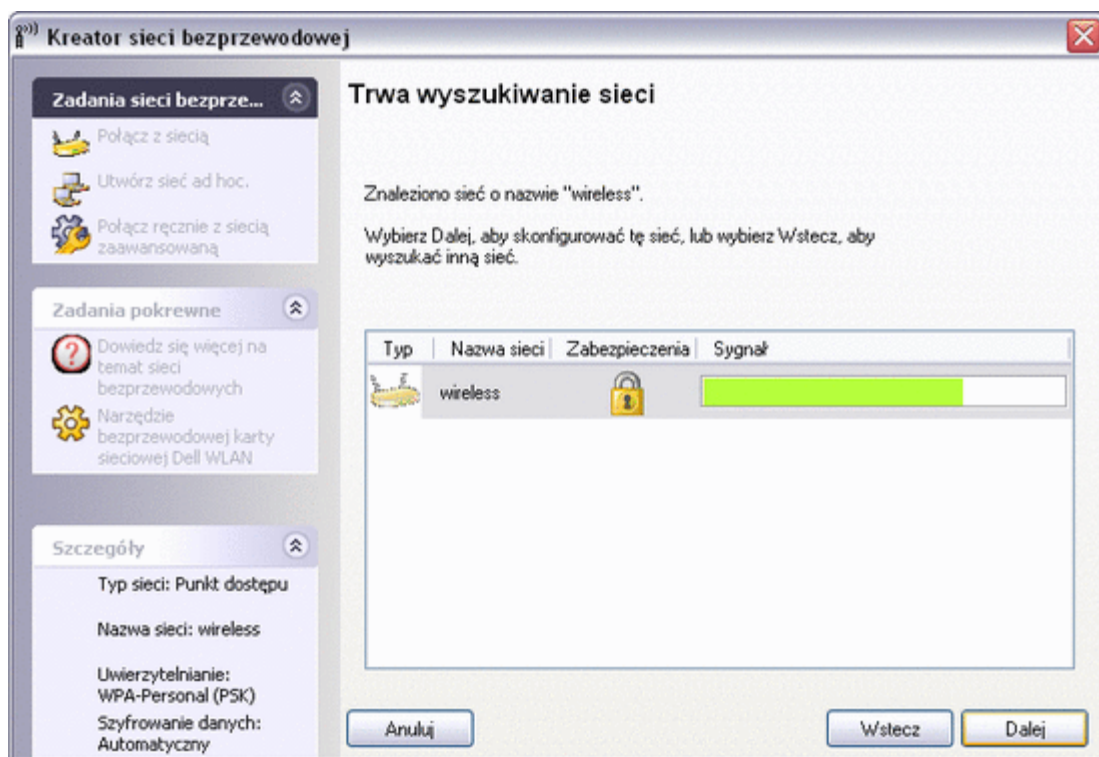 Kreator sieci bezprzewodowej
Zadania sieci bezprze...
Połącz z siecią
Utwórz sieć ad hoc.
Połącz ręcznie z siecią
zaawansowaną
Zadania pokrewne
Dowiedz się więcej na
temat sieci
bezprzewodowych
Narzędzie
bezprzewodowej karty
sieciowej Dell WLAN
Szczegóły
Typ sieci: Punkt dostępu
Nazwa sieci: wireless
Uwierzytelnianie:
WPA-Personal (PSK)
Szyfrowanie danych:
Automatyczny
Trwa wyszukiwanie sieci
Znaleziono sieć o nazwie "wireless".
Wybierz Dalej, aby skonfigurować tę sieć, lub wybierz Wstecz, aby
wyszukać inną sieć.
Typ Nazwa sieci Zabezpieczenia Sygnał
wireless
Anuluj Wstecz Dalej